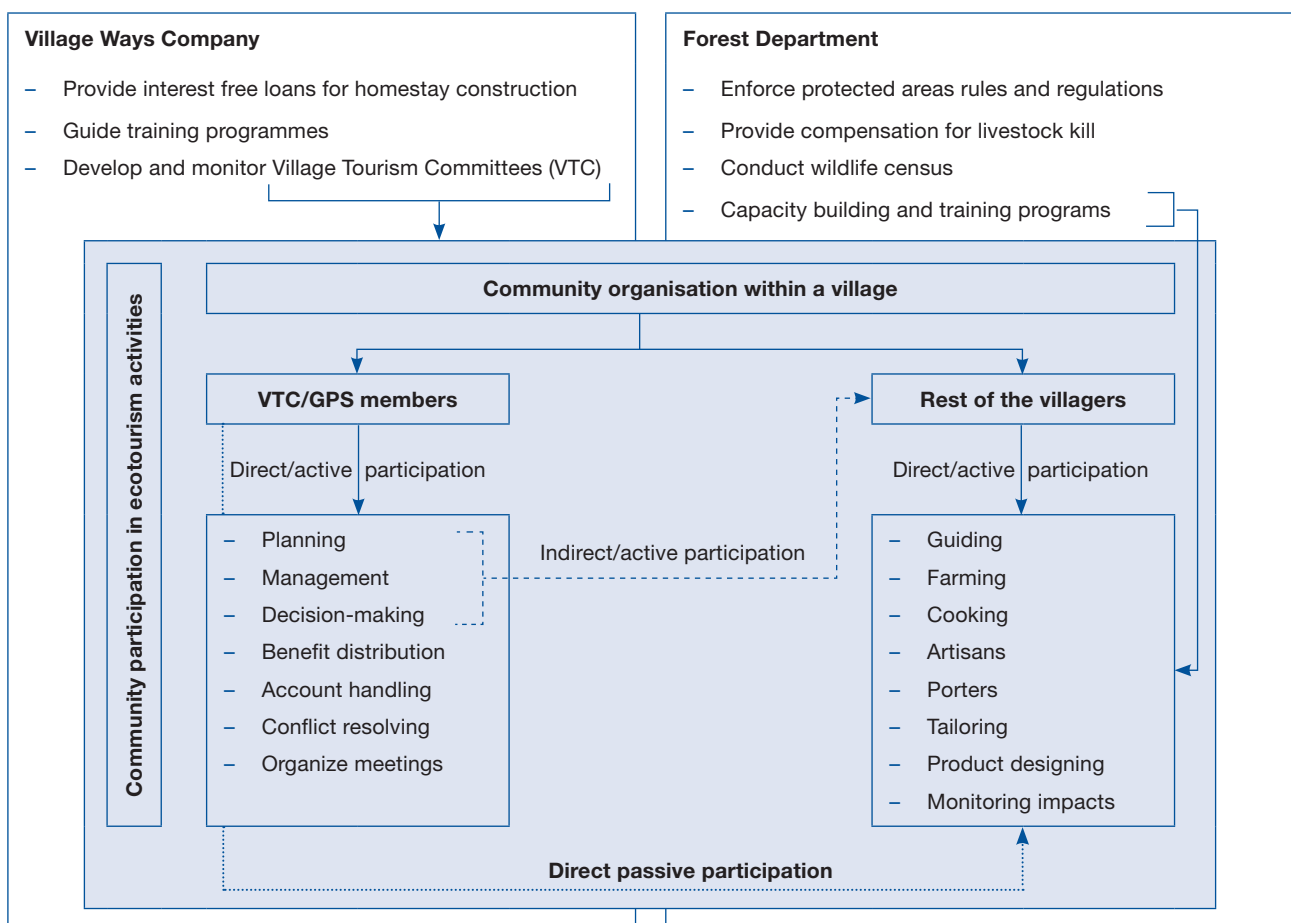 Village Ways Company
– Provide interest free loans for homestay construction
– Guide training programmes
– Develop and monitor Village Tourism Committees (VTC)
Forest Department
– Enforce protected areas rules and regulations
– Provide compensation for livestock kill
– Conduct wildlife census
– Capacity building and training programs
Community participation in ecotourism activities
Community organisation within a village
VTC/GPS members
Rest of the villagers
Direct/active participation
Direct/active participation
– Planning
– Management
– Decision-making
– Benefit distribution
– Account handling
– Conflict resolving
– Organize meetings
Indirect/active participation
– Guiding
– Farming
– Cooking
– Artisans
– Porters
– Tailoring
– Product designing
– Monitoring impacts
Direct passive participation